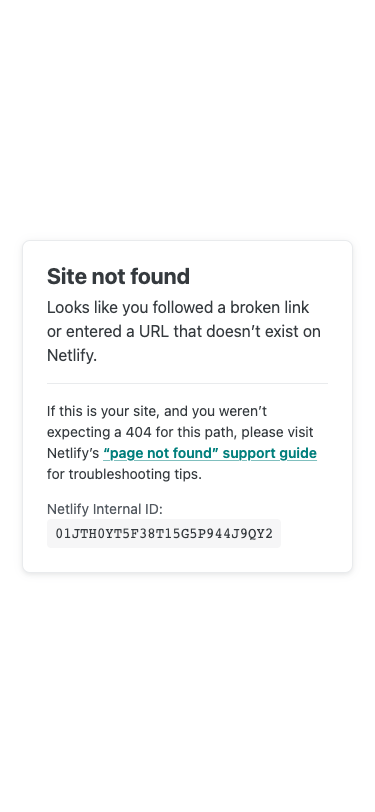 Site not found
Looks like you followed a broken link
or entered a URL that doesn’t exist on
Netlify.
If this is your site, and you weren’t
expecting a 404 for this path, please visit
Netlify’s “page not found” support guide
for troubleshooting tips.
Netlify Internal ID:
01JTH0YT5F38T15G5P944J9QY2